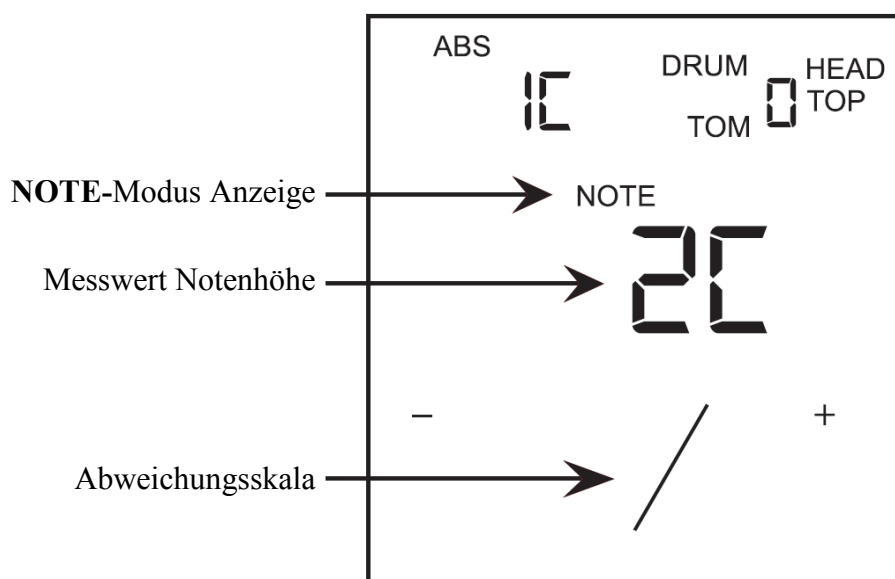 ABS
DRUM HEAD
1C 0 TOP
TOM
NOTE-Modus Anzeige
NOTE
Messwert Notenhöhe
2C
− +
Abweichungsskala